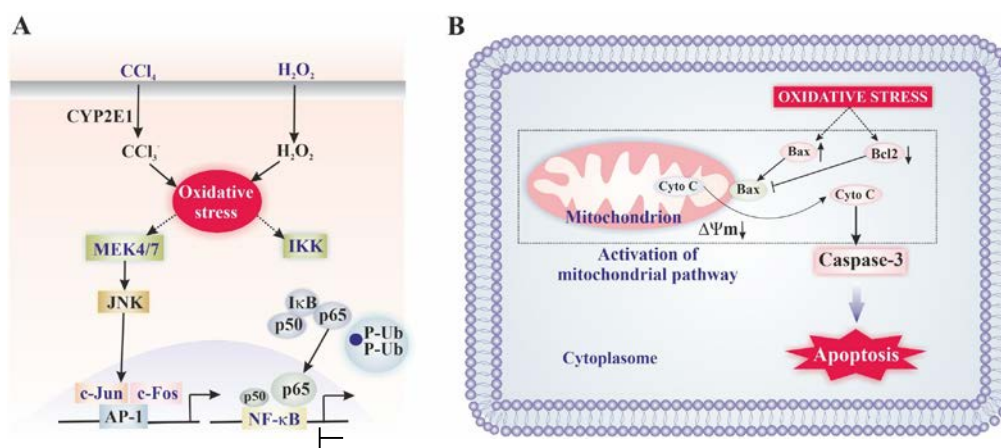 A
CCl₄
H₂O₂
CYP2E1
CCl₃˙
H₂O₂
Oxidative
stress
MEK4/7
IKK
JNK
IκB
p50
p65
P-Ub
P-Ub
c-Jun
c-Fos
p50
p65
AP-1
NF-κB
B
OXIDATIVE STRESS
Bax
Bcl2
Cyto C
Bax
Cyto C
Mitochondrion
ΔΨm
Activation of
mitochondrial pathway
Caspase-3
Cytoplasome
Apoptosis